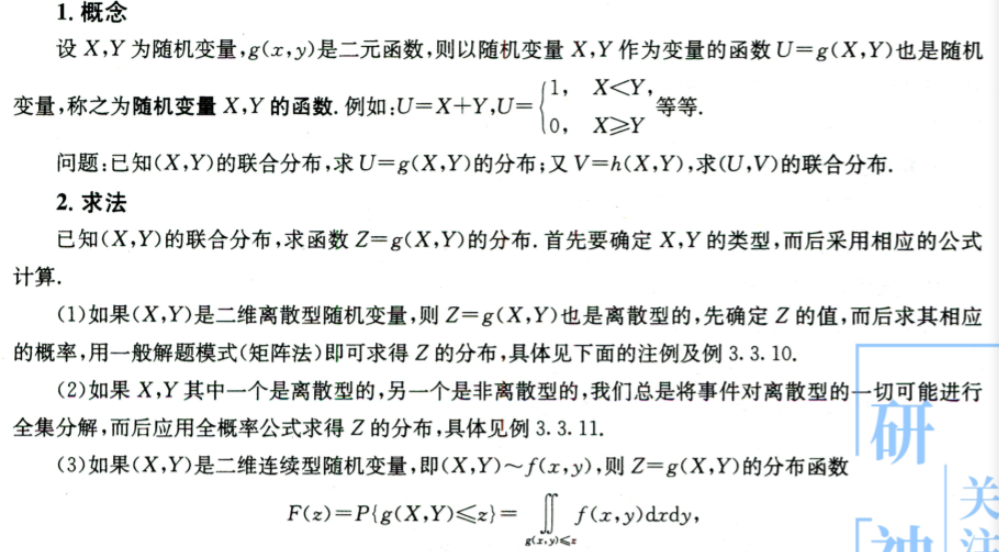 1. 概念
设 X,Y 为随机变量,g(x,y)是二元函数,则以随机变量 X,Y 作为变量的函数 U=g(X,Y)也是随机
变量,称之为随机变量 X,Y 的函数. 例如:U=X+Y,U={1, X<Y, 0, X⩾Y 等等.
问题:已知(X,Y)的联合分布,求 U=g(X,Y)的分布;又 V=h(X,Y),求(U,V)的联合分布.
2. 求法
已知(X,Y)的联合分布,求函数 Z=g(X,Y)的分布. 首先要确定 X,Y 的类型,而后采用相应的公式
计算.
(1)如果(X,Y)是二维离散型随机变量,则 Z=g(X,Y)也是离散型的,先确定 Z 的值,而后求其相应
的概率,用一般解题模式(矩阵法)即可求得 Z 的分布,具体见下面的注例及例 3. 3. 10.
(2)如果 X,Y 其中一个是离散型的,另一个是非离散型的,我们总是将事件对离散型的一切可能进行
全集分解,而后应用全概率公式求得 Z 的分布,具体见例 3. 3. 11.
(3)如果(X,Y)是二维连续型随机变量,即(X,Y)~f(x,y),则 Z=g(X,Y)的分布函数
F(z)=P{g(X,Y)⩽z}= ∬ f(x,y)dxdy,
g(x,y)⩽z
研
关
注